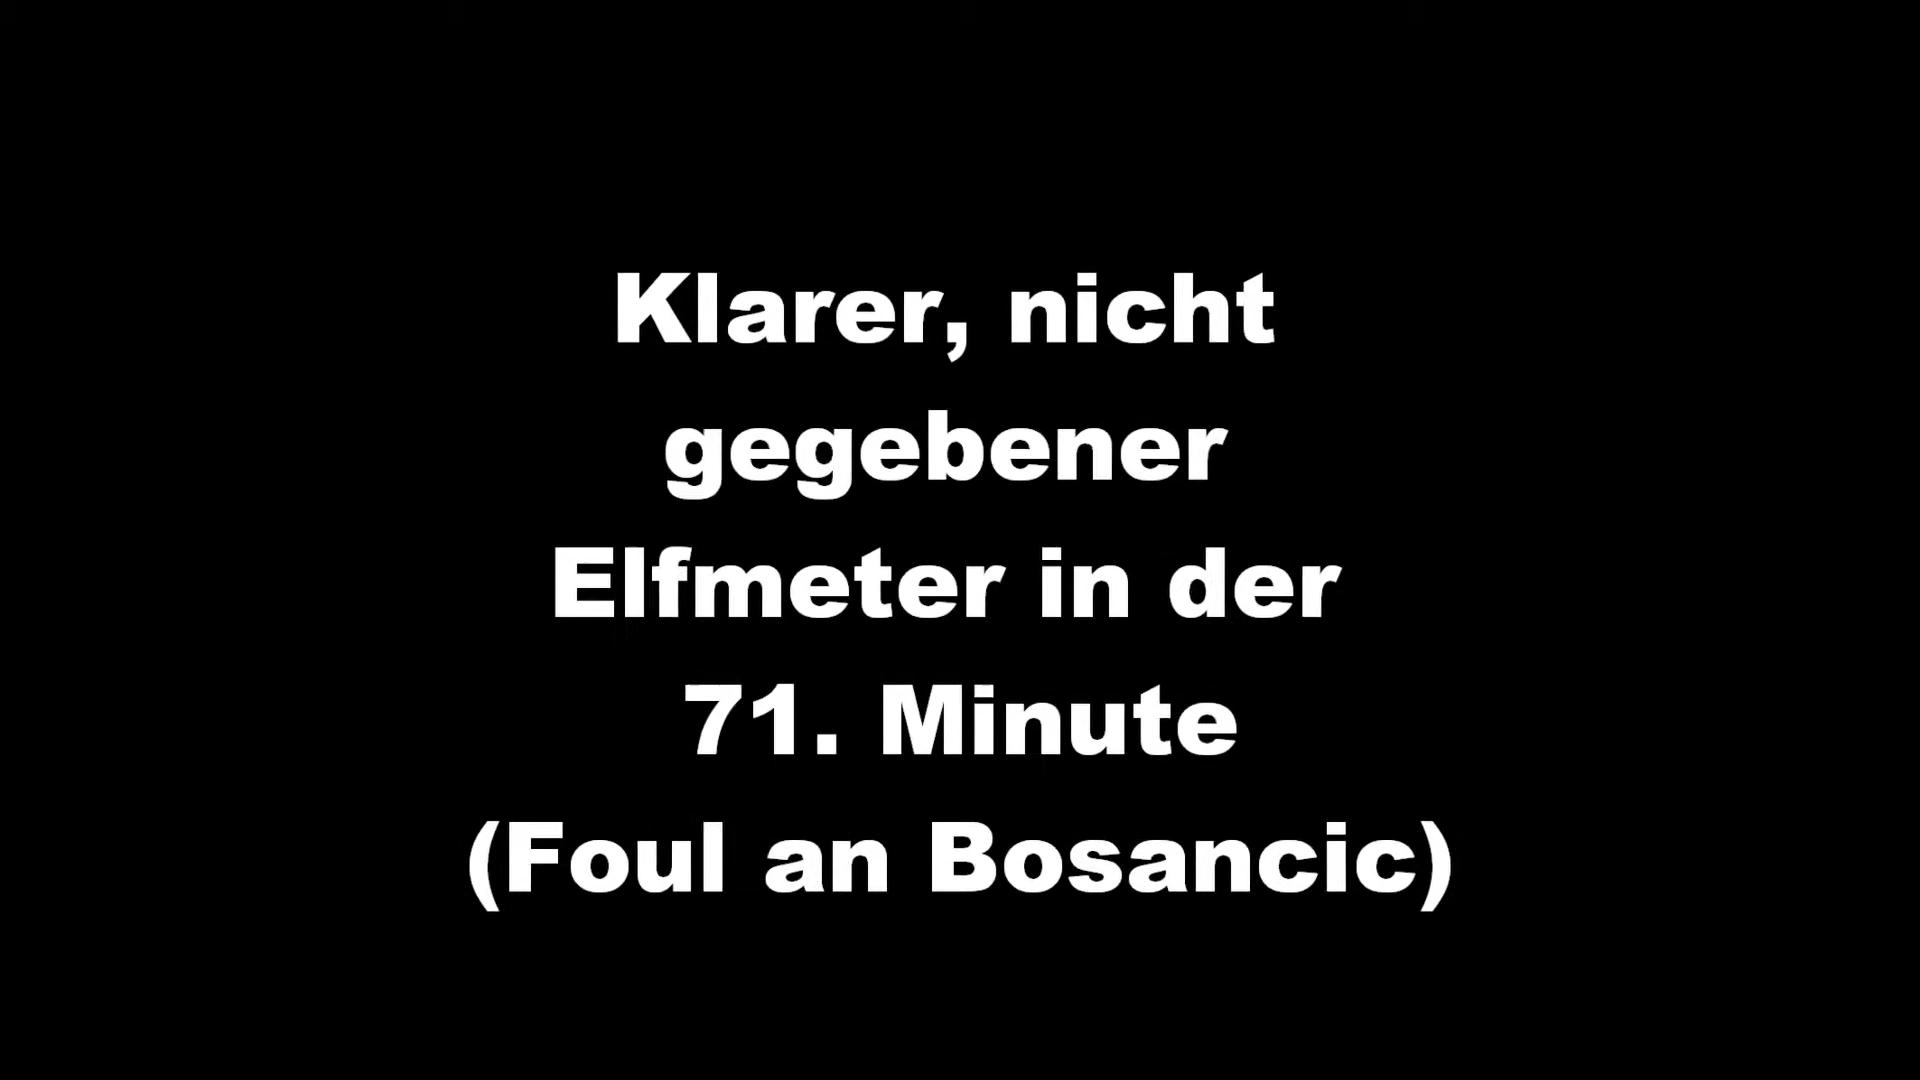 Klarer, nicht
gegebener
Elfmeter in der
71. Minute
(Foul an Bosancic)